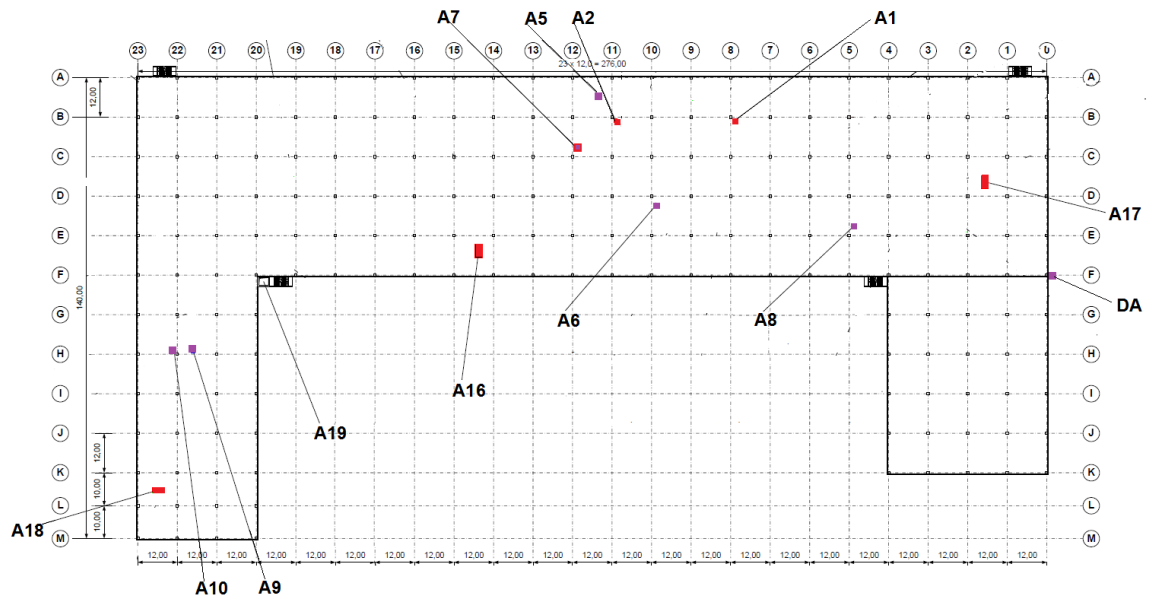 A7 A5 A2 A1
23 22 21 20 19 18 17 16 15 14 13 12 11 10 9 8 7 6 5 4 3 2 1 0
23 x 12,0 = 276,00
A A
12,00
B B
C C
D D
A17
E E
F F
140,00
DA
G G
A6 A8
H H
I I
A16
J J
A19
12,00
K K
10,00
L L
A18
10,00
M M
12,00 12,00 12,00 12,00 12,00 12,00 12,00 12,00 12,00 12,00 12,00 12,00 12,00 12,00 12,00 12,00 12,00 12,00 12,00 12,00 12,00 12,00 12,00
A10 A9